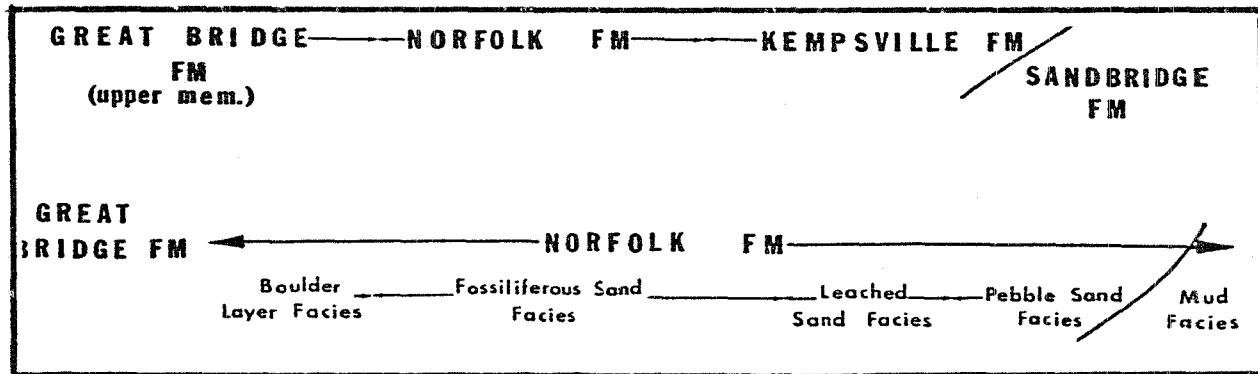 GREAT BRIDGE NORFOLK FM KEMPSVILLE FM
FM
(upper mem.)
SANDBRIDGE
FM
GREAT
BRIDGE FM NORFOLK FM
Boulder
Layer Facies
Fossiliferous Sand
Facies
Leached
Sand Facies
Pebble Sand
Facies
Mud
Facies